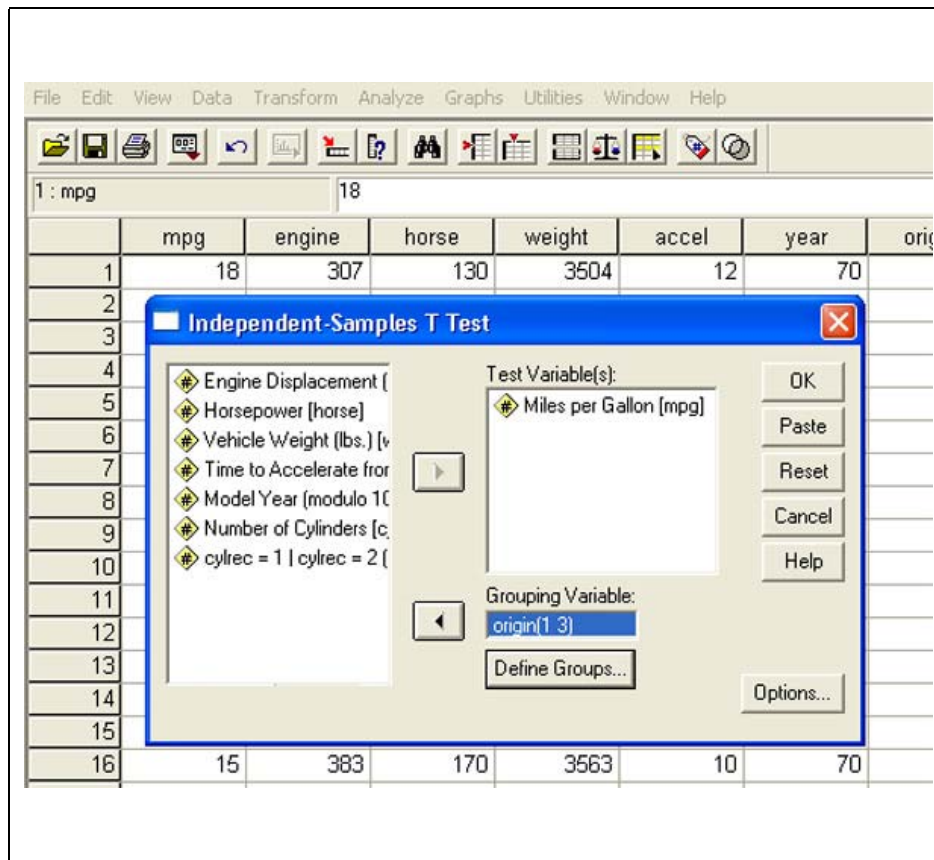 File Edit View Data Transform Analyze Graphs Utilities Window Help
1 : mpg 18
mpg engine horse weight accel year orig
1 18 307 130 3504 12 70
2
3
4
5
6
7
8
9
10
11
12
13
14
15
16 15 383 170 3563 10 70
Independent-Samples T Test
Engine Displacement (
Horsepower [horse]
Vehicle Weight (lbs.) [w
Time to Accelerate from
Model Year (modulo 10
Number of Cylinders [c
cylrec = 1 | cylrec = 2 (
Test Variable(s):
Miles per Gallon [mpg]
Grouping Variable:
origin(1 3)
Define Groups...
OK
Paste
Reset
Cancel
Help
Options...